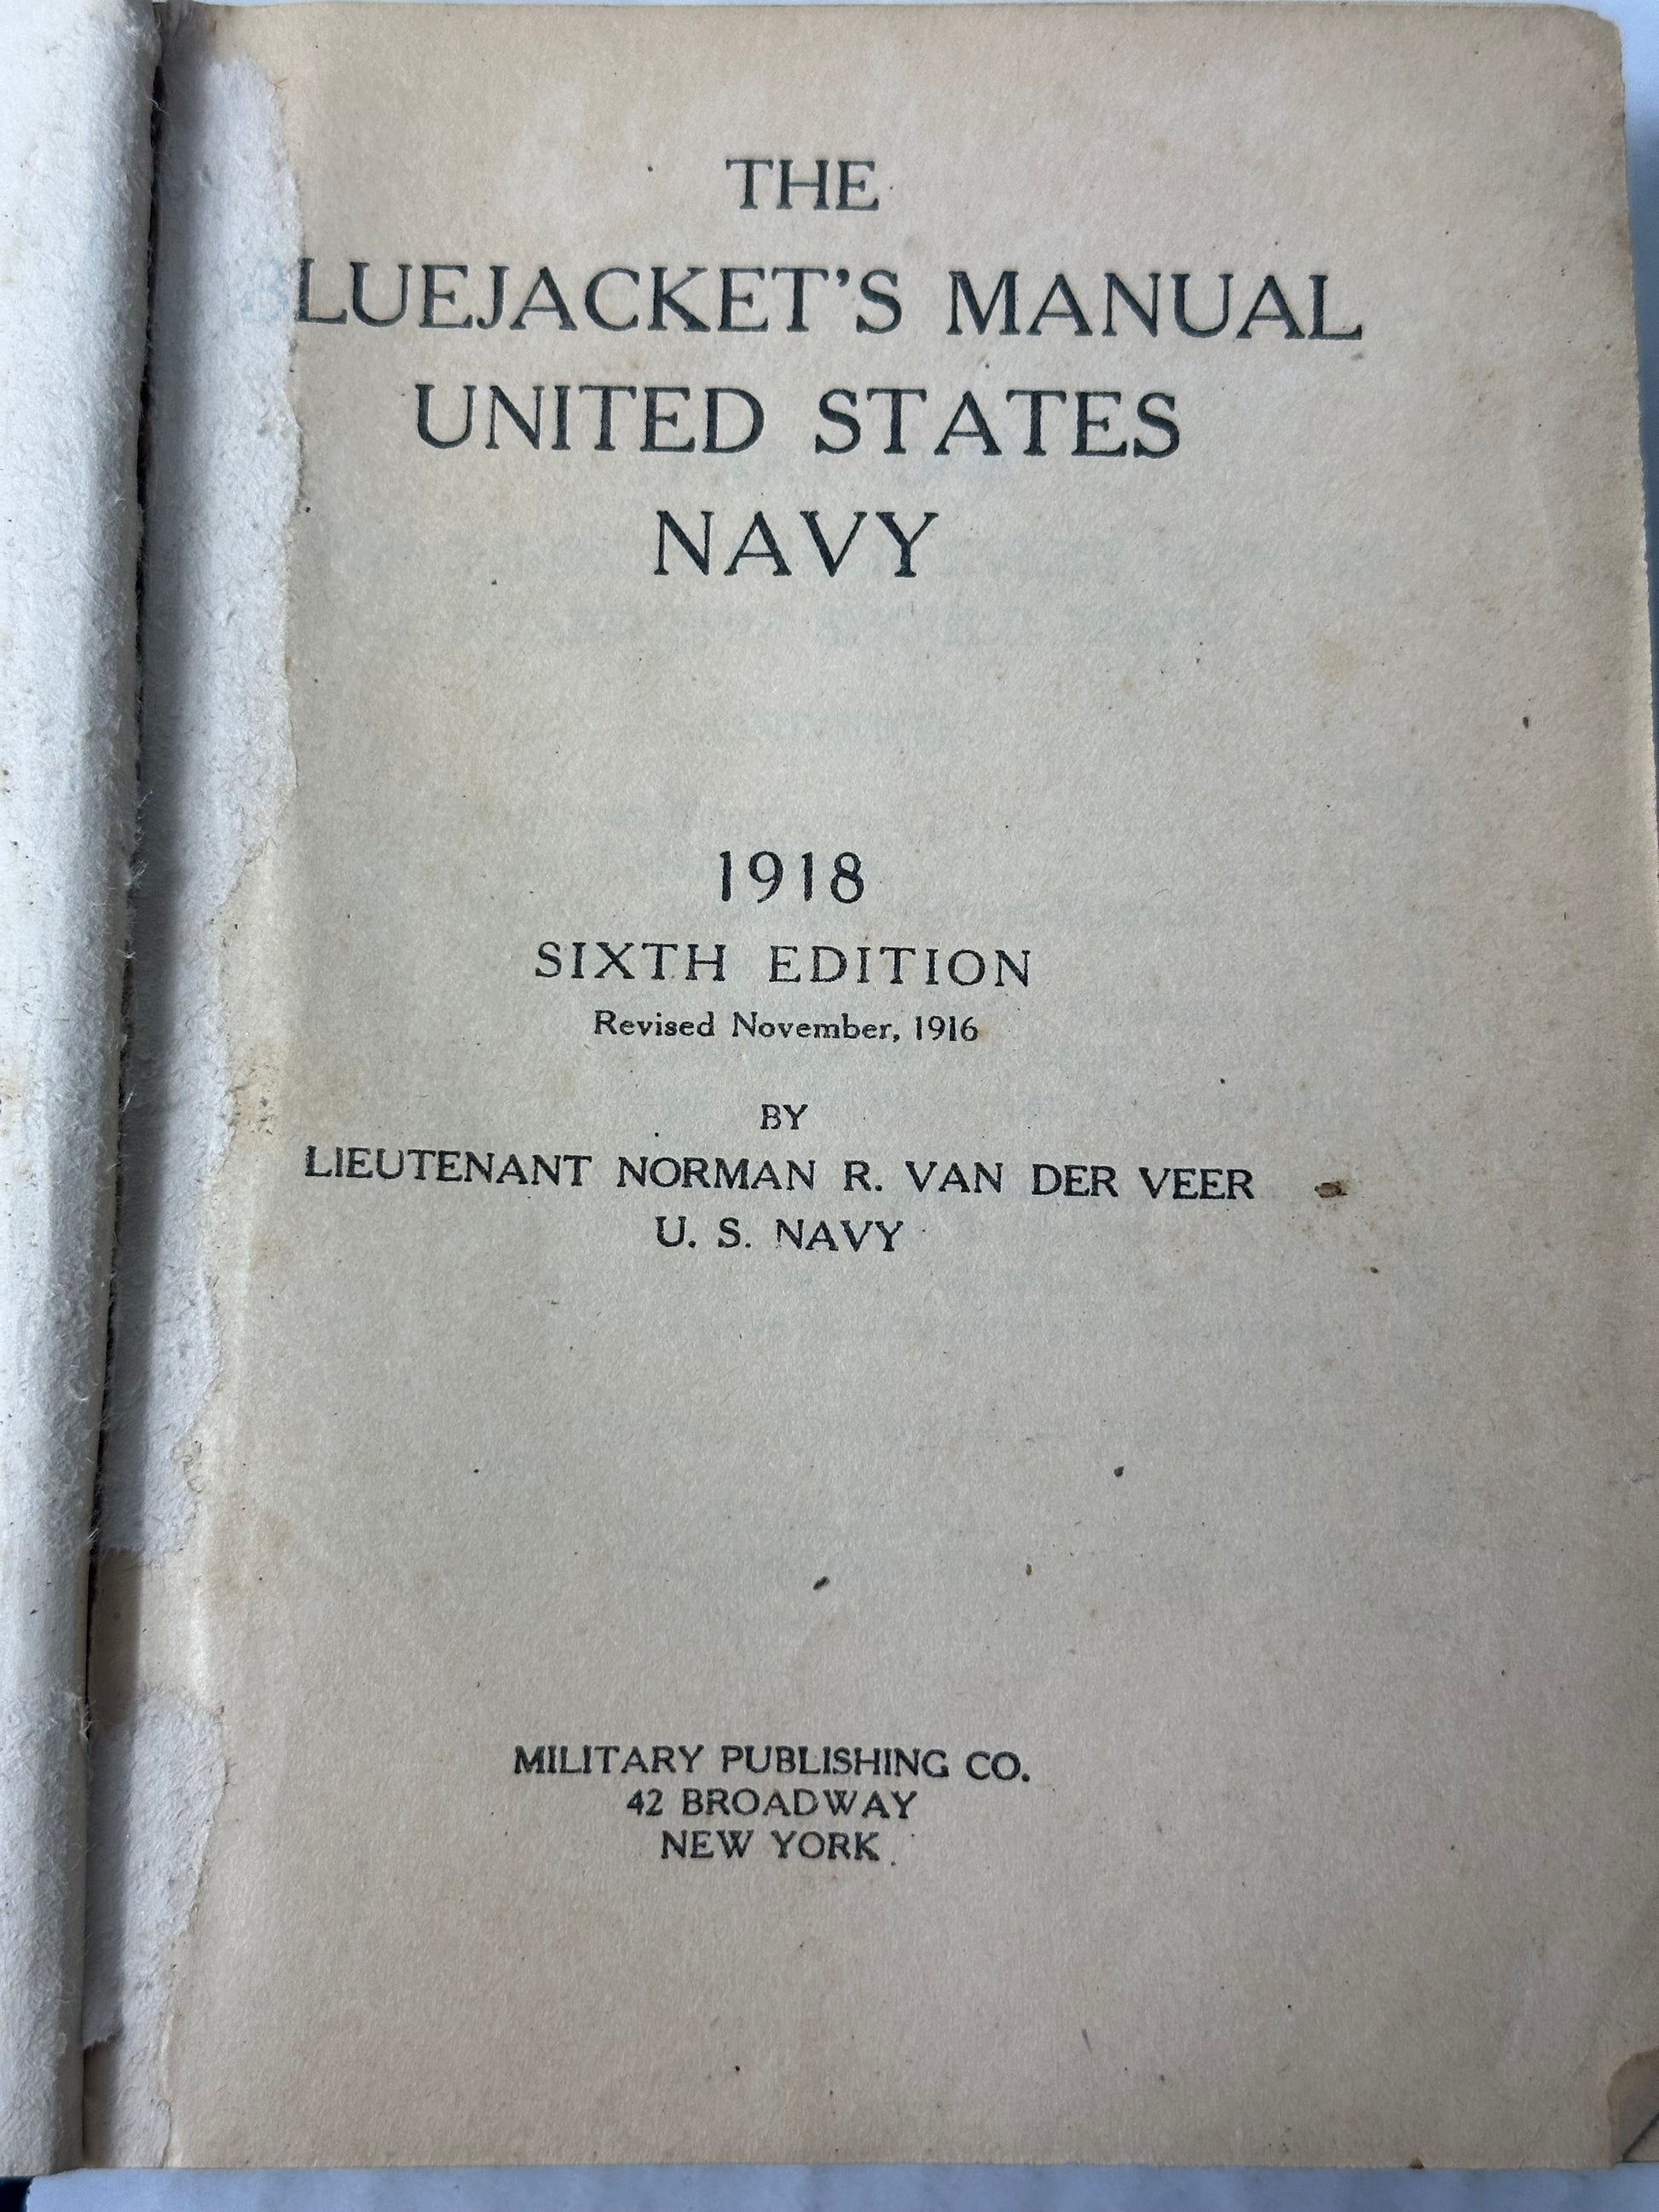 THE
BLUEJACKET'S MANUAL
UNITED STATES
NAVY
1918
SIXTH EDITION
Revised November, 1916
BY
LIEUTENANT NORMAN R. VAN DER VEER
U. S. NAVY
MILITARY PUBLISHING CO.
42 BROADWAY
NEW YORK